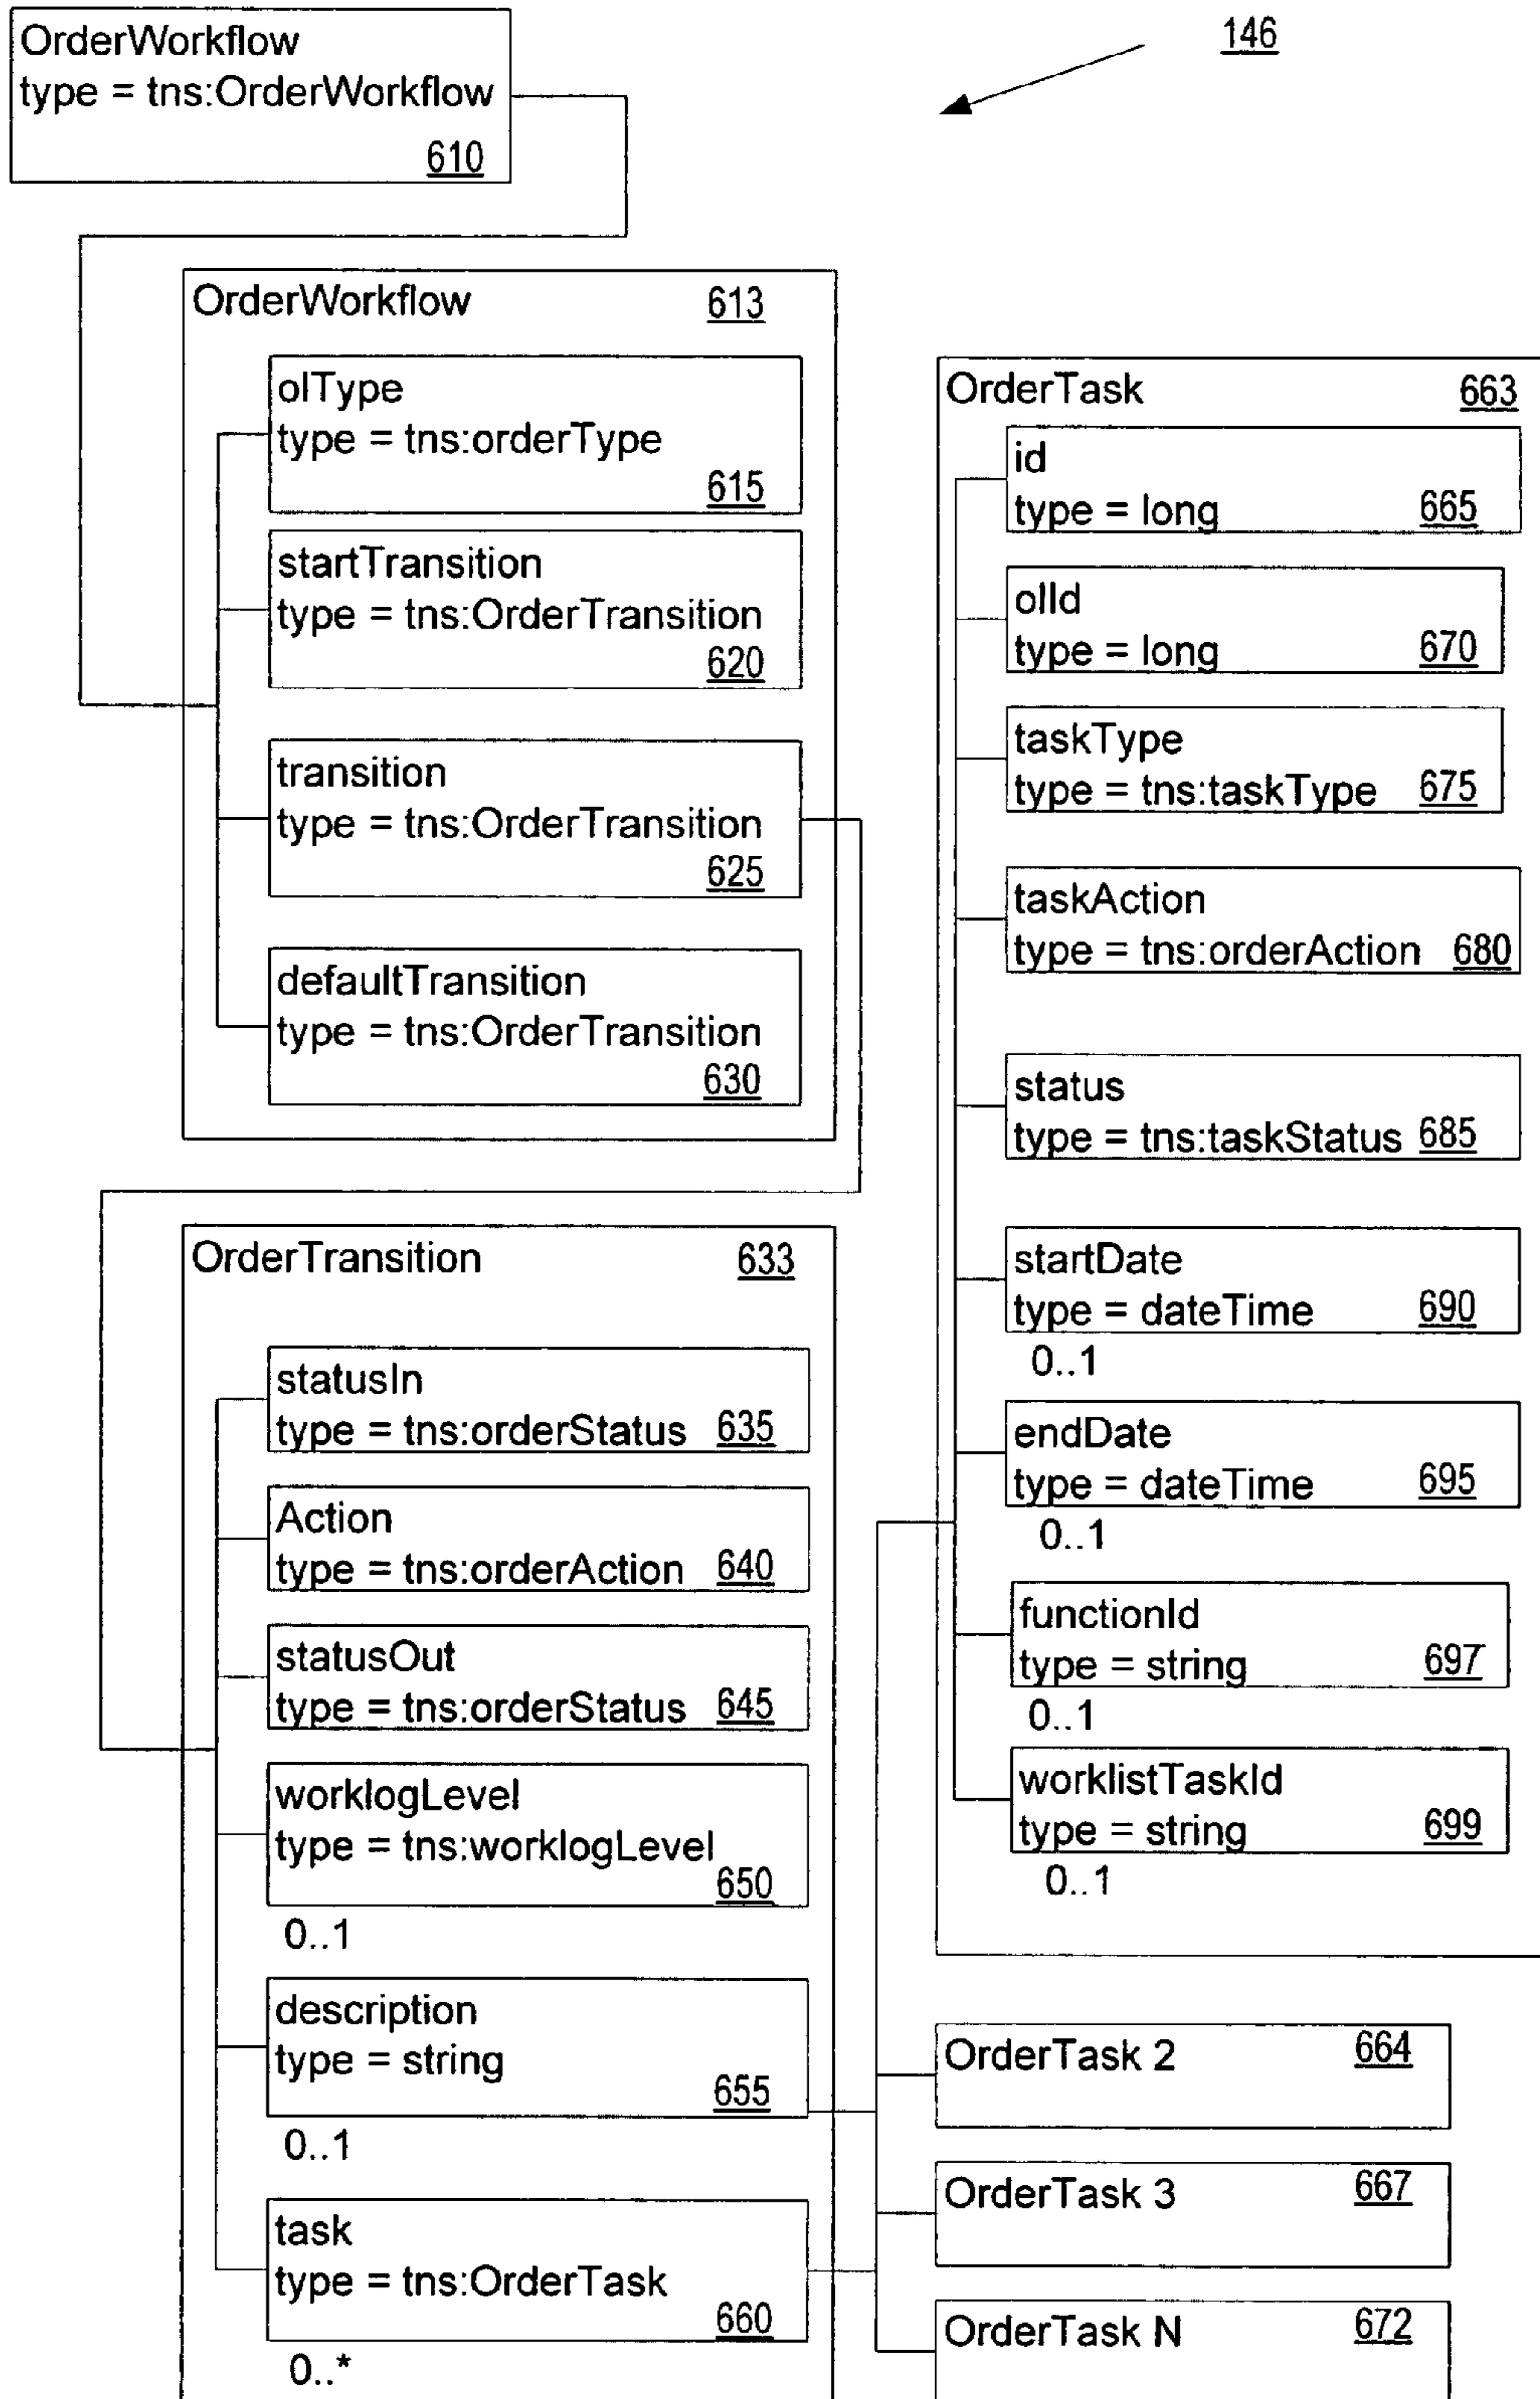 OrderWorkflow
type = tns:OrderWorkflow
610
146
OrderWorkflow 613
olType
type = tns:orderType
615
startTransition
type = tns:OrderTransition
620
transition
type = tns:OrderTransition
625
defaultTransition
type = tns:OrderTransition
630
OrderTransition 633
statusIn
type = tns:orderStatus 635
Action
type = tns:orderAction 640
statusOut
type = tns:orderStatus 645
worklogLevel
type = tns:worklogLevel
650
0..1
description
type = string
655
0..1
task
type = tns:OrderTask
660
0..*
OrderTask 663
id
type = long 665
olId
type = long 670
taskType
type = tns:taskType 675
taskAction
type = tns:orderAction 680
status
type = tns:taskStatus 685
startDate
type = dateTime 690
0..1
endDate
type = dateTime 695
0..1
functionId
type = string 697
0..1
worklistTaskId
type = string 699
0..1
OrderTask 2 664
OrderTask 3 667
OrderTask N 672